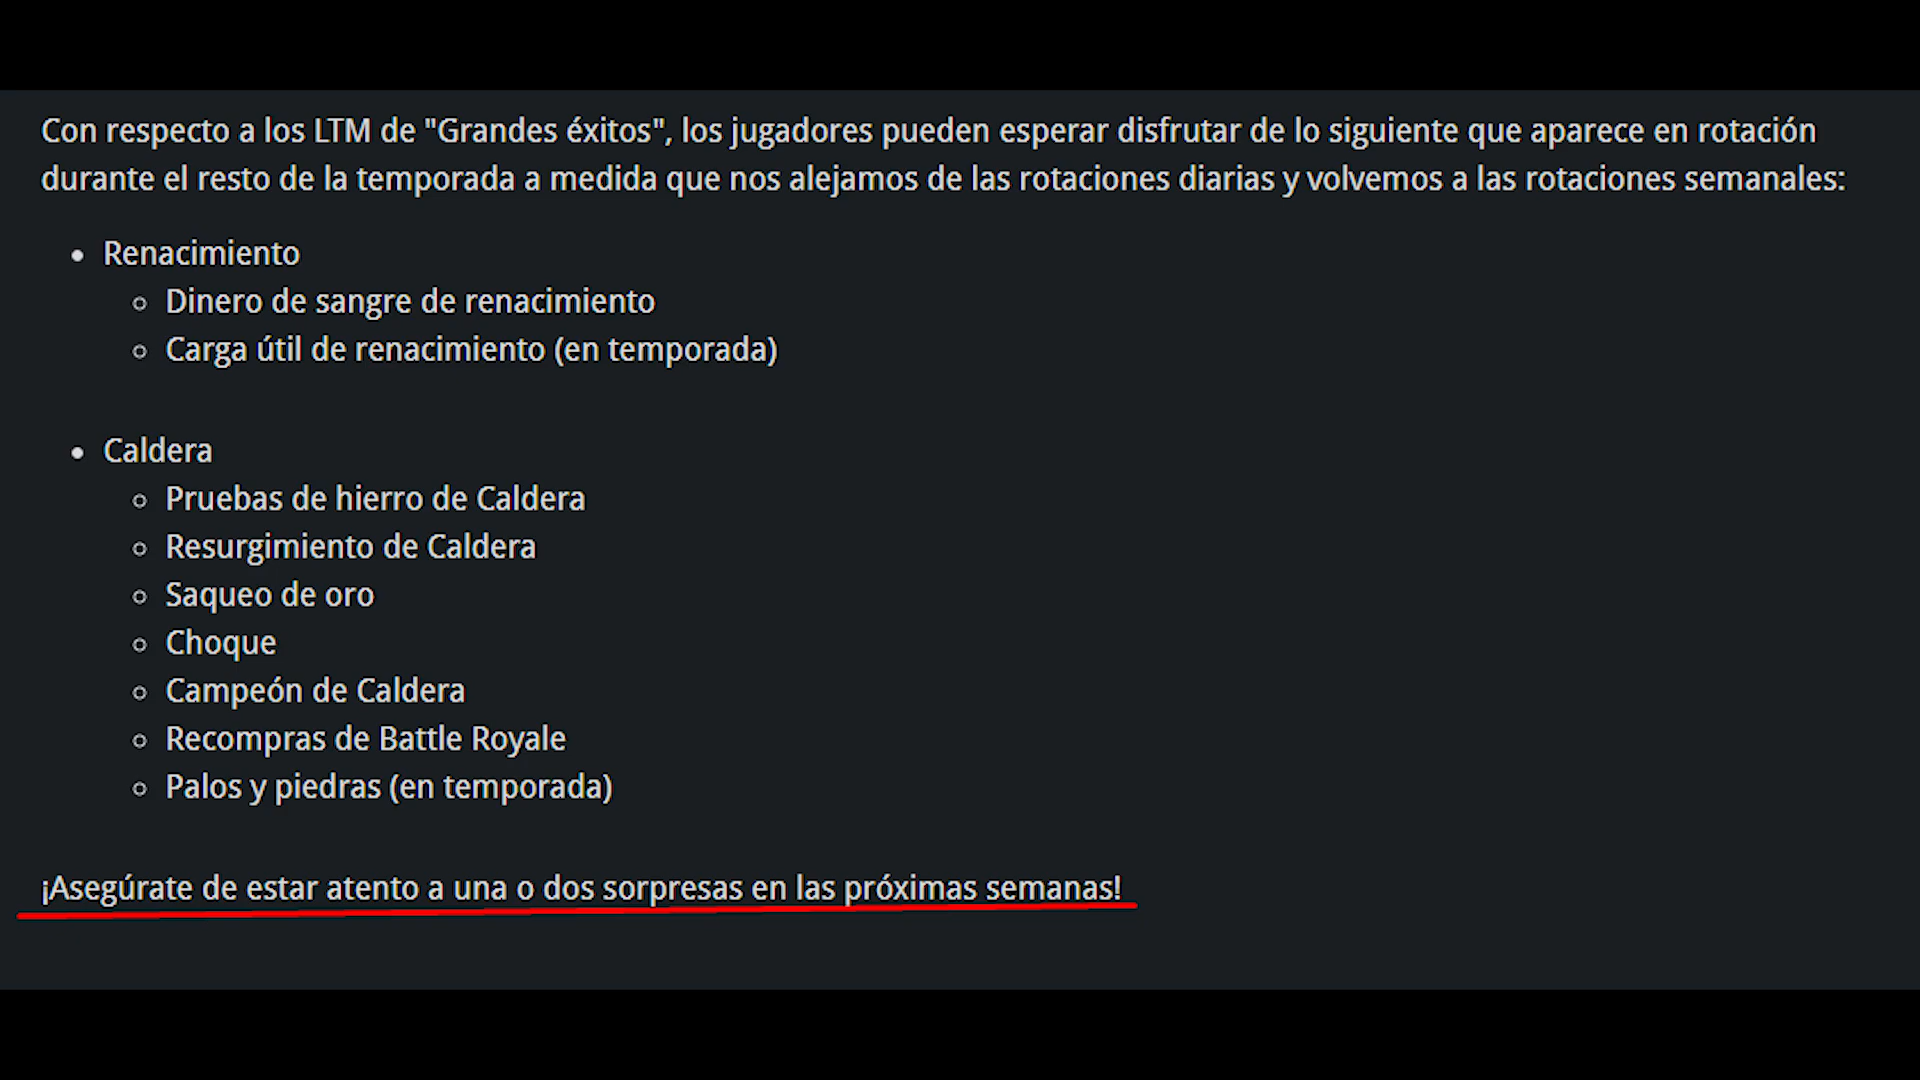 Con respecto a los LTM de "Grandes éxitos", los jugadores pueden esperar disfrutar de lo siguiente que aparece en rotación
durante el resto de la temporada a medida que nos alejamos de las rotaciones diarias y volvemos a las rotaciones semanales:
Renacimiento
Dinero de sangre de renacimiento
Carga útil de renacimiento (en temporada)
Caldera
Pruebas de hierro de Caldera
Resurgimiento de Caldera
Saqueo de oro
Choque
Campeón de Caldera
Recompras de Battle Royale
Palos y piedras (en temporada)
¡Asegúrate de estar atento a una o dos sorpresas en las próximas semanas!